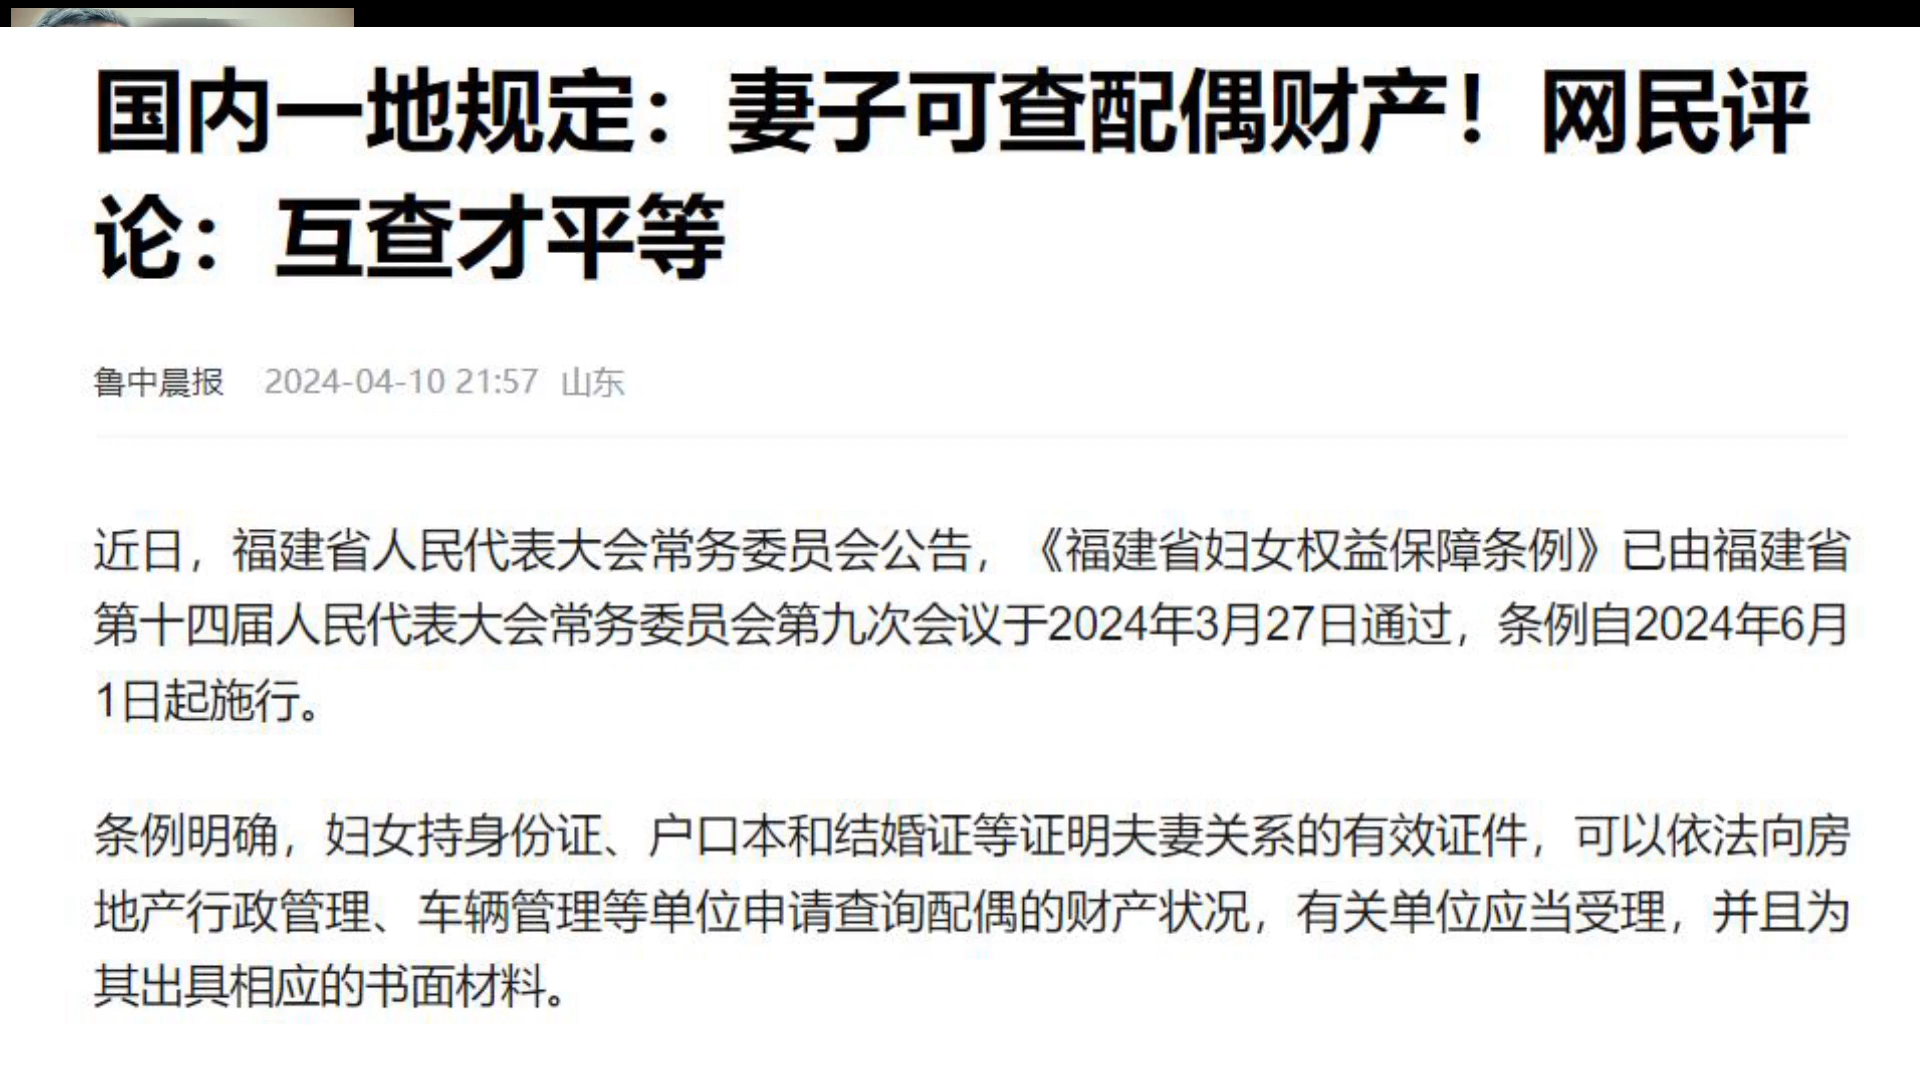 国内一地规定：妻子可查配偶财产！网民评
论：互查才平等
鲁中晨报 2024-04-10 21:57 山东
近日，福建省人民代表大会常务委员会公告，《福建省妇女权益保障条例》已由福建省
第十四届人民代表大会常务委员会第九次会议于2024年3月27日通过，条例自2024年6月
1日起施行。
条例明确，妇女持身份证、户口本和结婚证等证明夫妻关系的有效证件，可以依法向房
地产行政管理、车辆管理等单位申请查询配偶的财产状况，有关单位应当受理，并且为
其出具相应的书面材料。